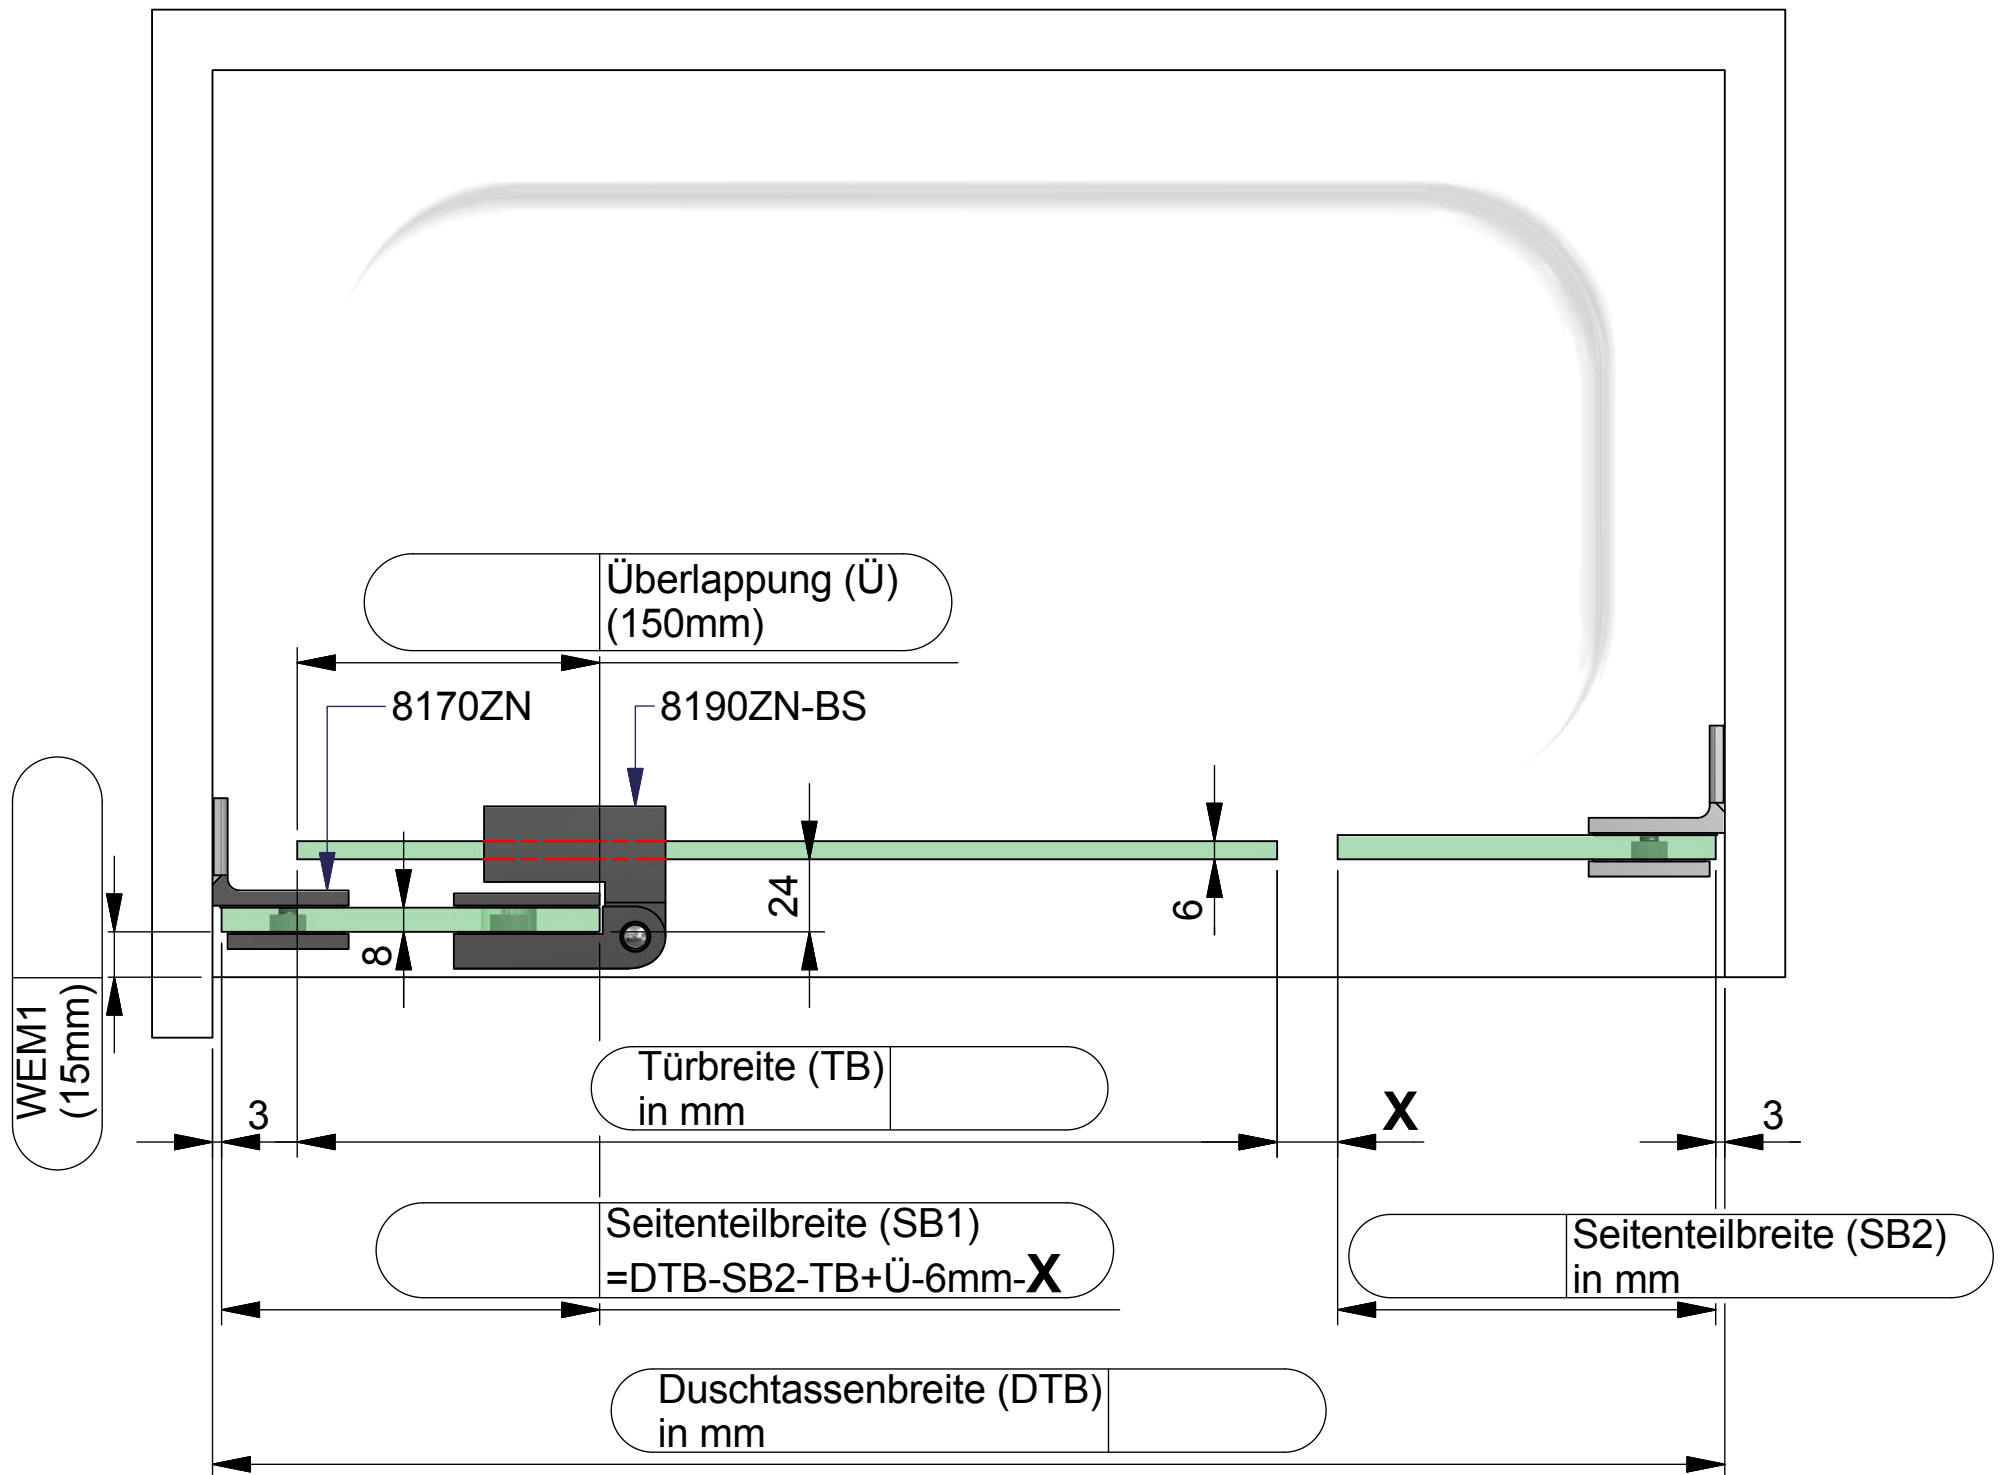 Überlappung (Ü)
(150mm)
8170ZN
8190ZN-BS
24
6
8
WEM1
(15mm)
Türbreite (TB)
in mm
3
X
3
Seitenteilbreite (SB1)
=DTB-SB2-TB+Ü-6mm-X
Seitenteilbreite (SB2)
in mm
Duschtassenbreite (DTB)
in mm